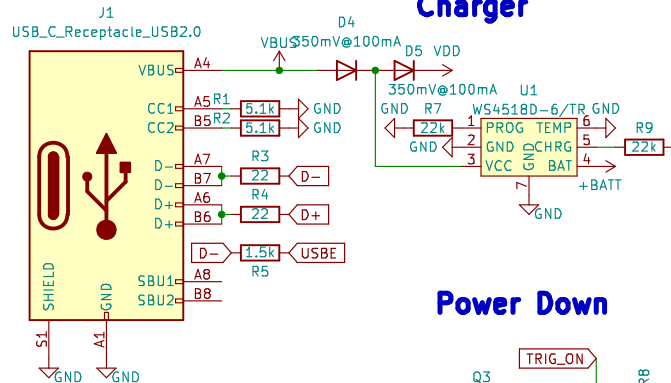 Charger
J1
USB_C_Receptacle_USB2.0
VBUS
D4
350mV@100mA
D5
VDD
350mV@100mA
VBUS
A4
CC1
A5
R1
5.1k
GND
CC2
B5
R2
5.1k
GND
D-
A7
D-
B7
R3
22
D-
D+
A6
D+
B6
R4
22
D+
D-
1.5k
USBE
R5
SBU1
A8
SBU2
B8
SHIELD
GND
S1
A1
GND
GND
U1
WS4518D-6/TR
GND
R7
22k
1
PROG
TEMP
6
GND
GND
2
GND
CHRG
5
R9
22k
3
VCC
GND
BAT
4
+BATT
7
GND
Power Down
TRIG_ON
Q3
R8